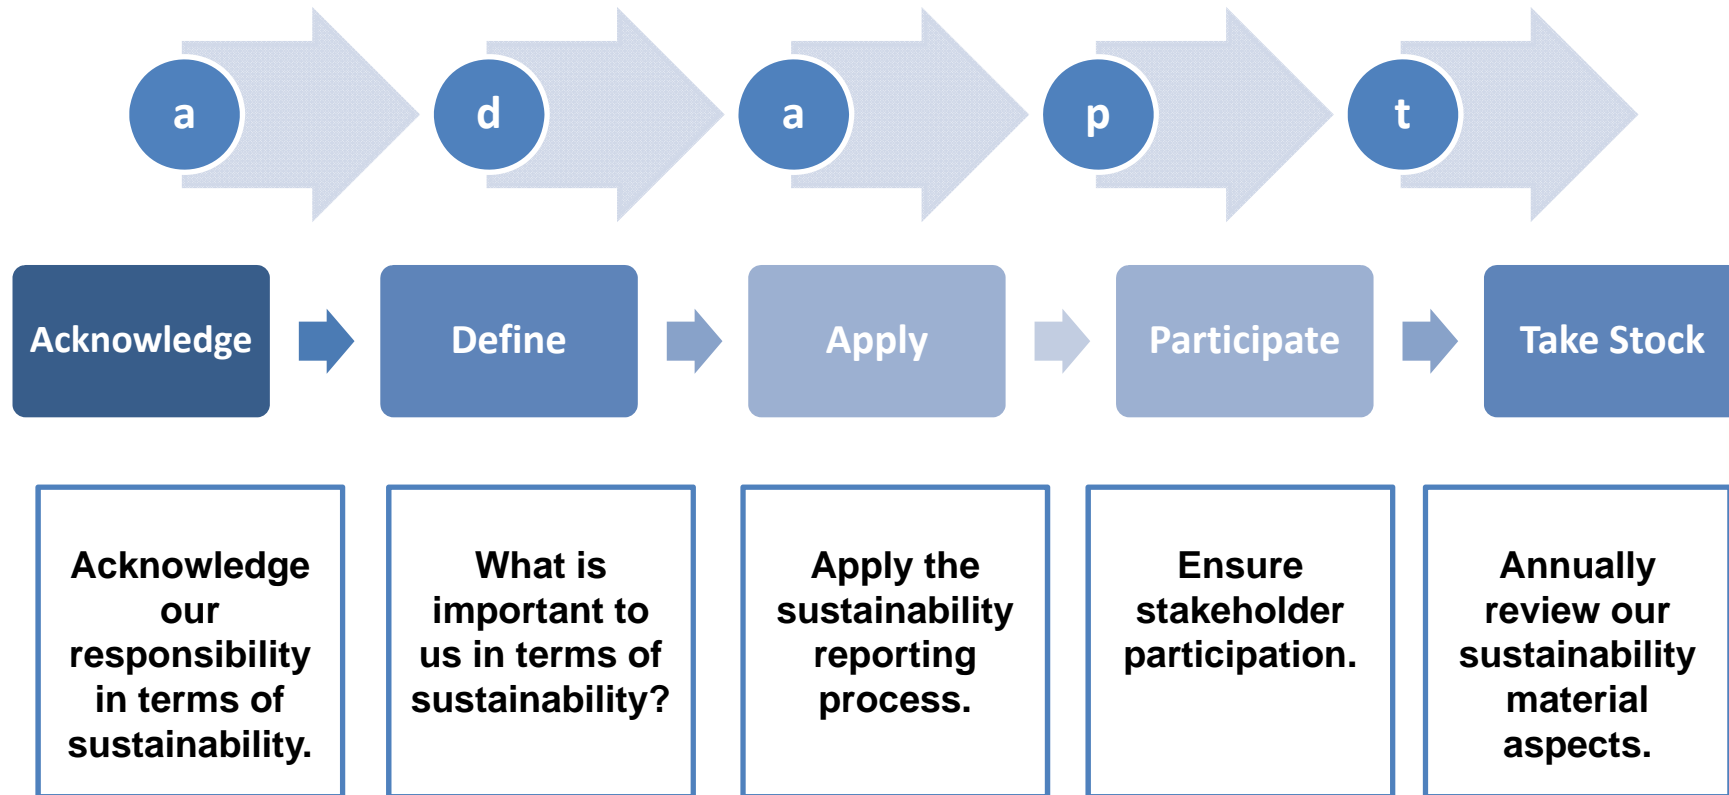 a
d
a
p
t
Acknowledge
Define
Apply
Participate
Take Stock
Acknowledge
our
responsibility
in terms of
sustainability.
What is
important to
us in terms of
sustainability?
Apply the
sustainability
reporting
process.
Ensure
stakeholder
participation.
Annually
review our
sustainability
material
aspects.